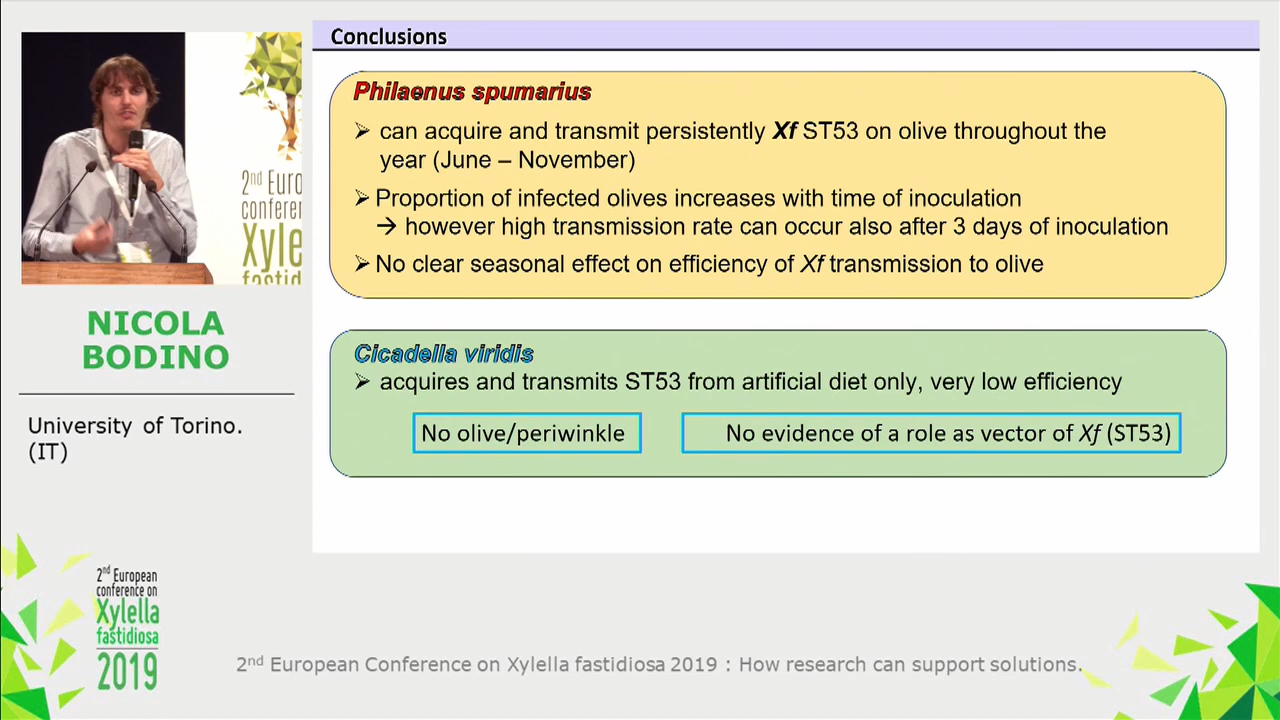 Conclusions
Philaenus spumarius
➢ can acquire and transmit persistently Xf ST53 on olive throughout the
year (June – November)
➢ Proportion of infected olives increases with time of inoculation
→ however high transmission rate can occur also after 3 days of inoculation
➢ No clear seasonal effect on efficiency of Xf transmission to olive
Cicadella viridis
➢ acquires and transmits ST53 from artificial diet only, very low efficiency
No olive/periwinkle
No evidence of a role as vector of Xf (ST53)
2nd Euro
conferen
Xyle
fastid
NICOLA
BODINO
University of Torino.
(IT)
2nd European
conference on
Xylella
fastidiosa
2019
2nd European Conference on Xylella fastidiosa 2019 : How research can support solutions.